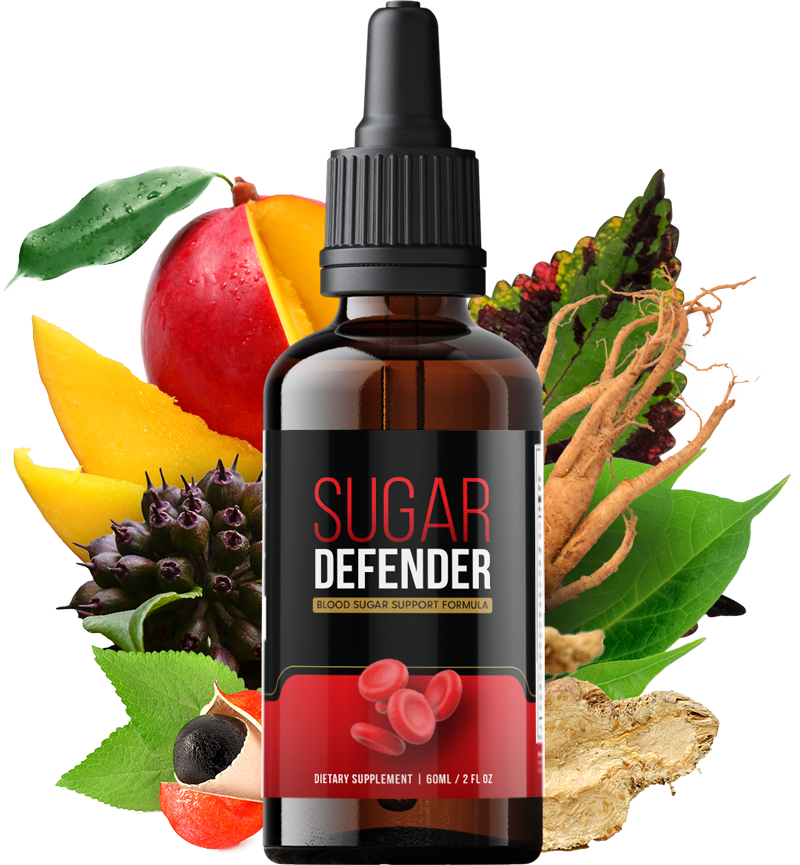 SUGAR
DEFENDER
BLOOD SUGAR SUPPORT FORMULA
DIETARY SUPPLEMENT | 60ML / 2 FL OZ